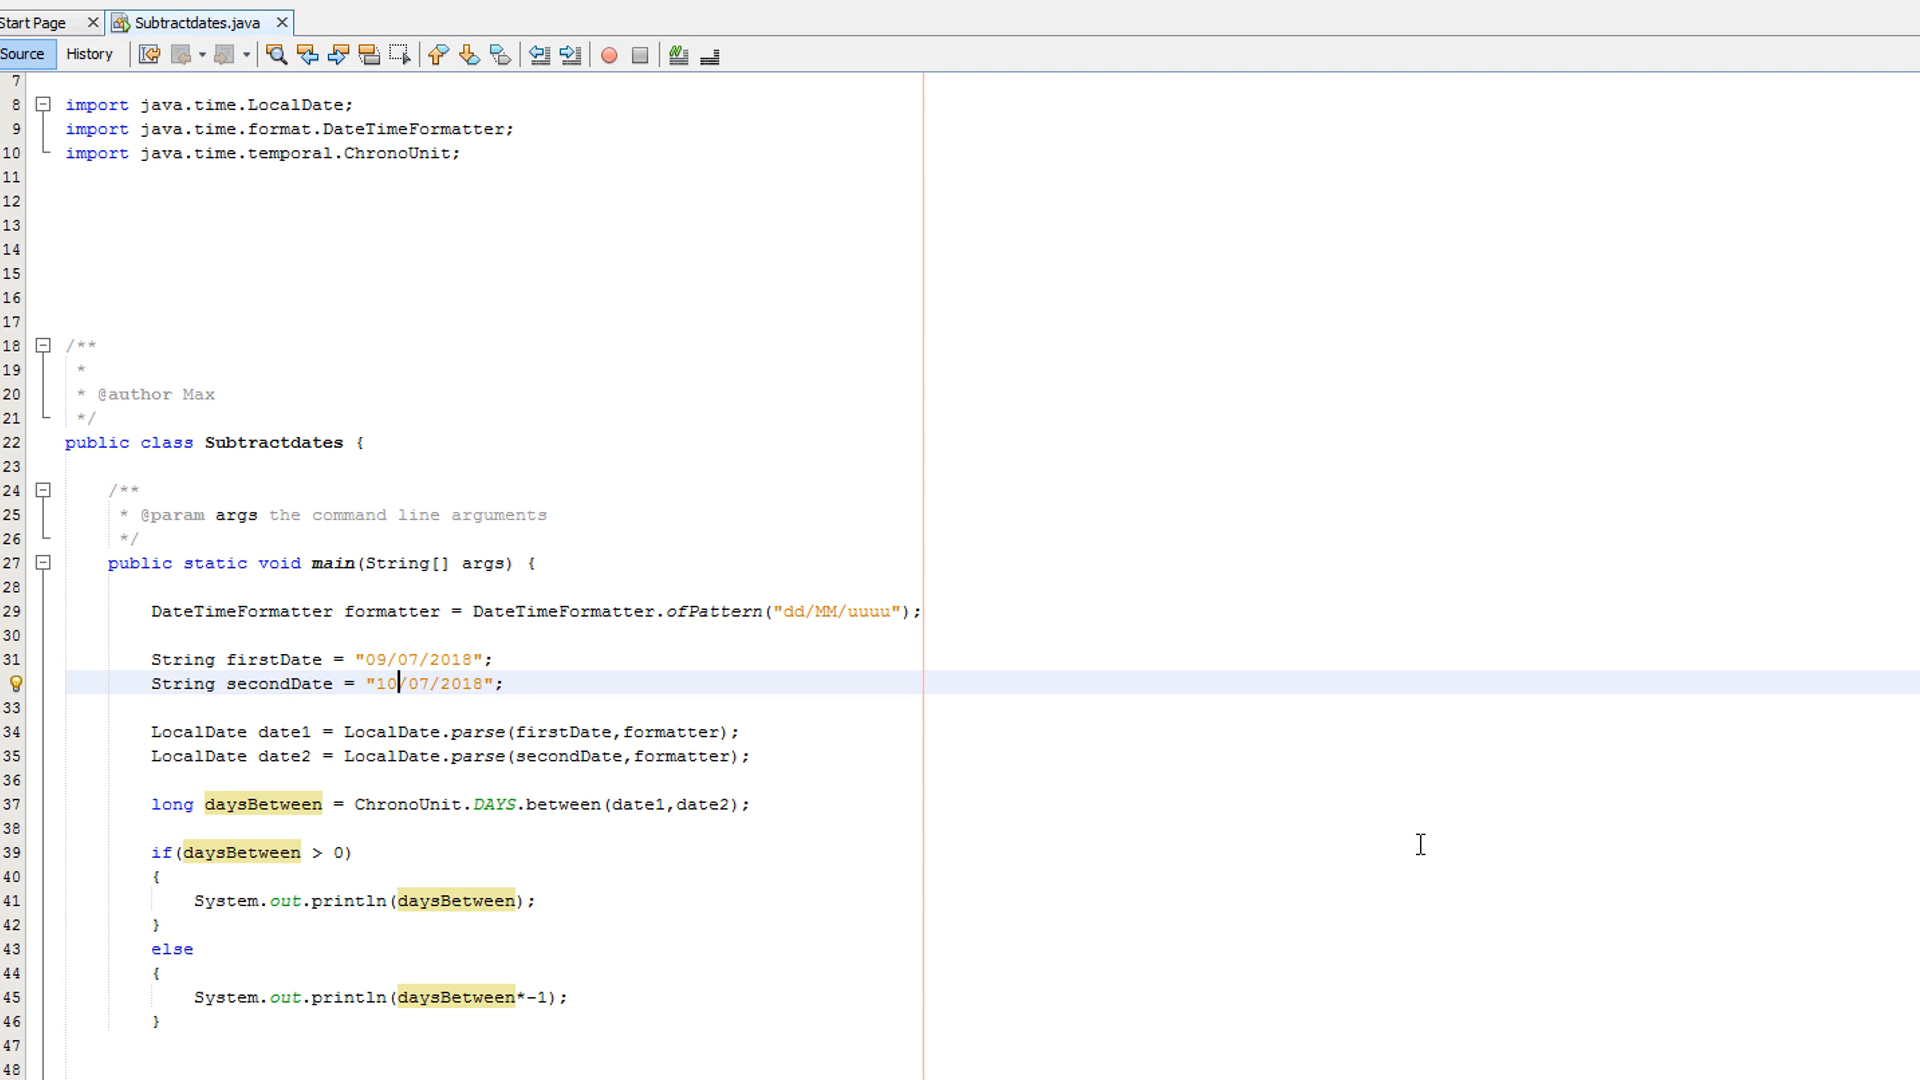 Start Page Subtractdates.java
Source History
7
8 import java.time.LocalDate;
9 import java.time.format.DateTimeFormatter;
10 import java.time.temporal.ChronoUnit;
11
12
13
14
15
16
17
18 /**
19 *
20 * @author Max
21 */
22 public class Subtractdates {
23
24 /**
25 * @param args the command line arguments
26 */
27 public static void main(String[] args) {
28
29 DateTimeFormatter formatter = DateTimeFormatter.ofPattern("dd/MM/uuuu");
30
31 String firstDate = "09/07/2018";
String secondDate = "10/07/2018";
33
34 LocalDate date1 = LocalDate.parse(firstDate,formatter);
35 LocalDate date2 = LocalDate.parse(secondDate,formatter);
36
37 long daysBetween = ChronoUnit.DAYS.between(date1,date2);
38
39 if(daysBetween > 0)
40 {
41 System.out.println(daysBetween);
42 }
43 else
44 {
45 System.out.println(daysBetween*-1);
46 }
47
48